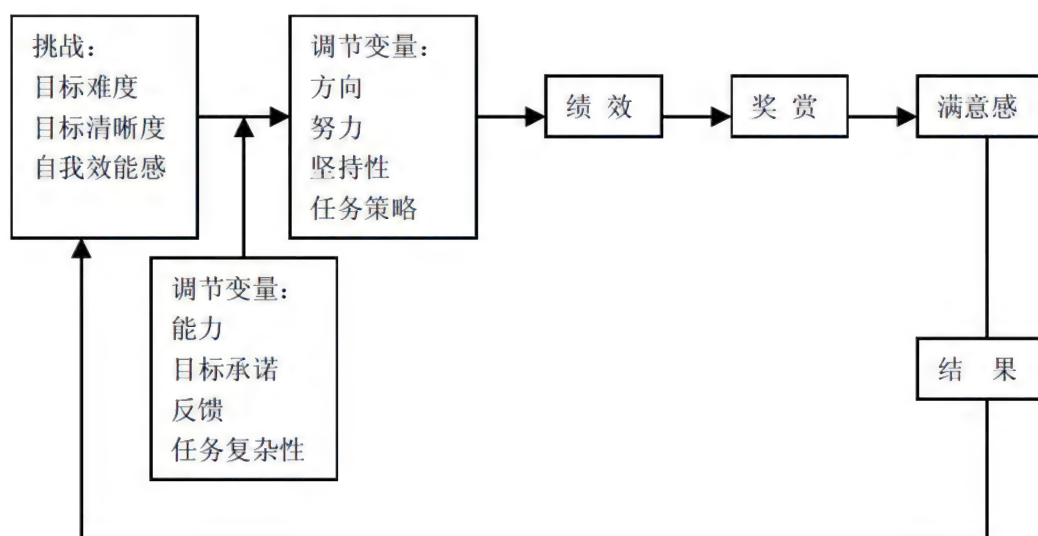 挑战：
目标难度
目标清晰度
自我效能感
调节变量：
方向
努力
坚持性
任务策略
绩 效
奖 赏
满意感
调节变量：
能力
目标承诺
反馈
任务复杂性
结 果